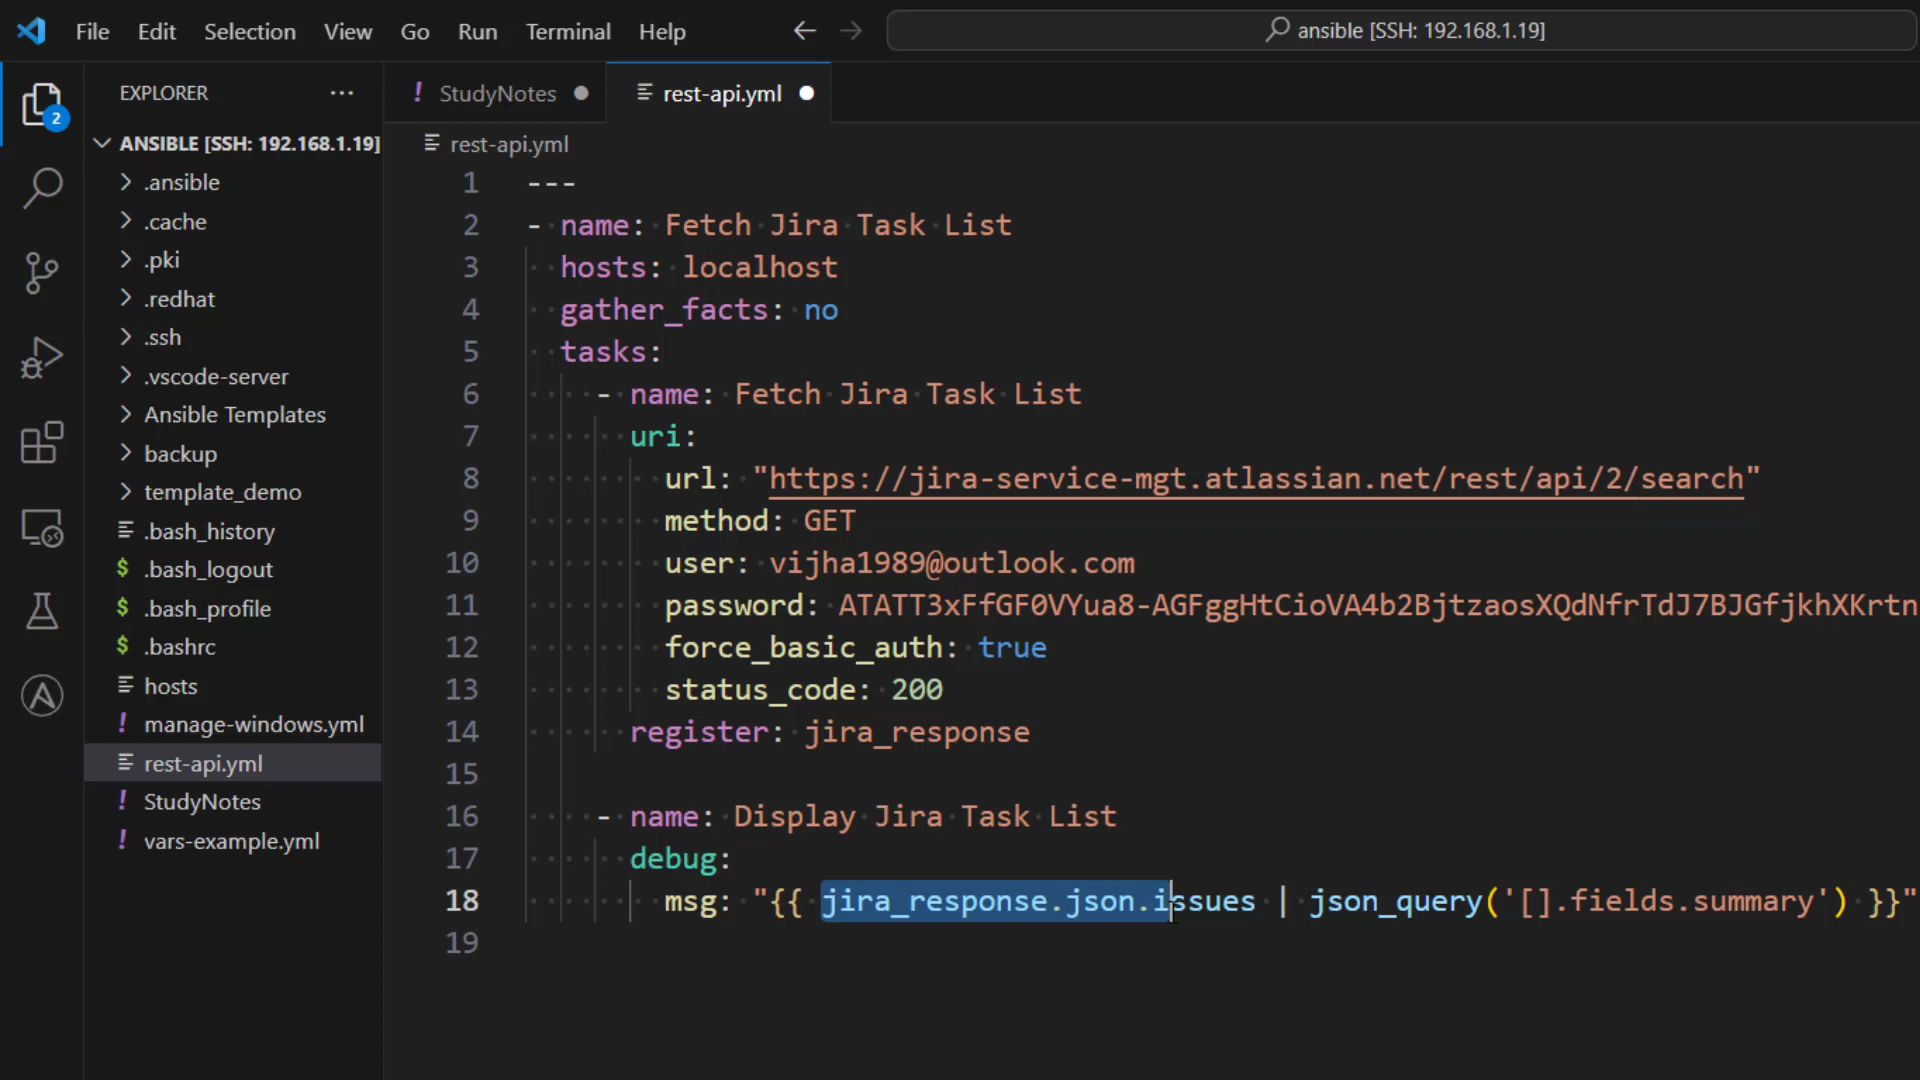 File Edit Selection View Go Run Terminal Help
ansible [SSH: 192.168.1.19]
EXPLORER
StudyNotes
rest-api.yml
2
ANSIBLE [SSH: 192.168.1.19]
.ansible
.cache
.pki
.redhat
.ssh
.vscode-server
Ansible Templates
backup
template_demo
.bash_history
.bash_logout
.bash_profile
.bashrc
hosts
manage-windows.yml
rest-api.yml
StudyNotes
vars-example.yml
rest-api.yml
1 ---
2 - name: Fetch Jira Task List
3 hosts: localhost
4 gather_facts: no
5 tasks:
6 - name: Fetch Jira Task List
7 uri:
8 url: "https://jira-service-mgt.atlassian.net/rest/api/2/search"
9 method: GET
10 user: vijha1989@outlook.com
11 password: ATATT3xFfGF0VYua8-AGFggHtCioVA4b2BjtzaosXQdNfrTdJ7BJGfjkhXKrtn
12 force_basic_auth: true
13 status_code: 200
14 register: jira_response
15
16 - name: Display Jira Task List
17 debug:
18 msg: "{{ jira_response.json.issues | json_query('[].fields.summary') }}"
19